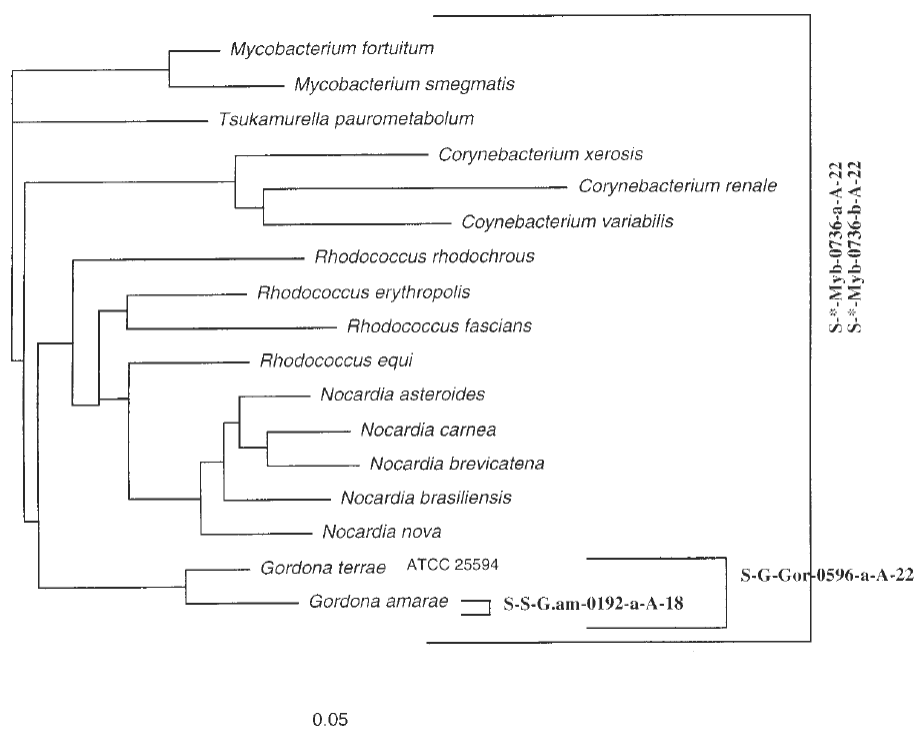 Mycobacterium fortuitum
Mycobacterium smegmatis
Tsukamurella paurometabolum
Corynebacterium xerosis
Corynebacterium renale
Coynebacterium variabilis
Rhodococcus rhodochrous
Rhodococcus erythropolis
Rhodococcus fascians
Rhodococcus equi
Nocardia asteroides
Nocardia carnea
Nocardia brevicatena
Nocardia brasiliensis
Nocardia nova
Gordona terrae ATCC 25594
Gordona amarae
S-S-G.am-0192-a-A-18
S-G-Gor-0596-a-A-22
S-*-Myb-0736-a-A-22
S-*-Myb-0736-b-A-22
0.05